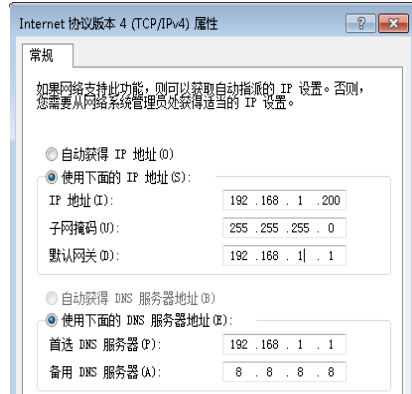 Internet 协议版本 4 (TCP/IPv4) 属性
常规
如果网络支持此功能，则可以获取自动指派的 IP 设置。否则，
您需要从网络系统管理员处获得适当的 IP 设置。
自动获得 IP 地址(O)
使用下面的 IP 地址(S):
IP 地址(I): 192 .168 . 1 .200
子网掩码(U): 255 .255 .255 . 0
默认网关(D): 192 .168 . 1 . 1
自动获得 DNS 服务器地址(B)
使用下面的 DNS 服务器地址(E):
首选 DNS 服务器(P): 192 .168 . 1 . 1
备用 DNS 服务器(A): 8 . 8 . 8 . 8